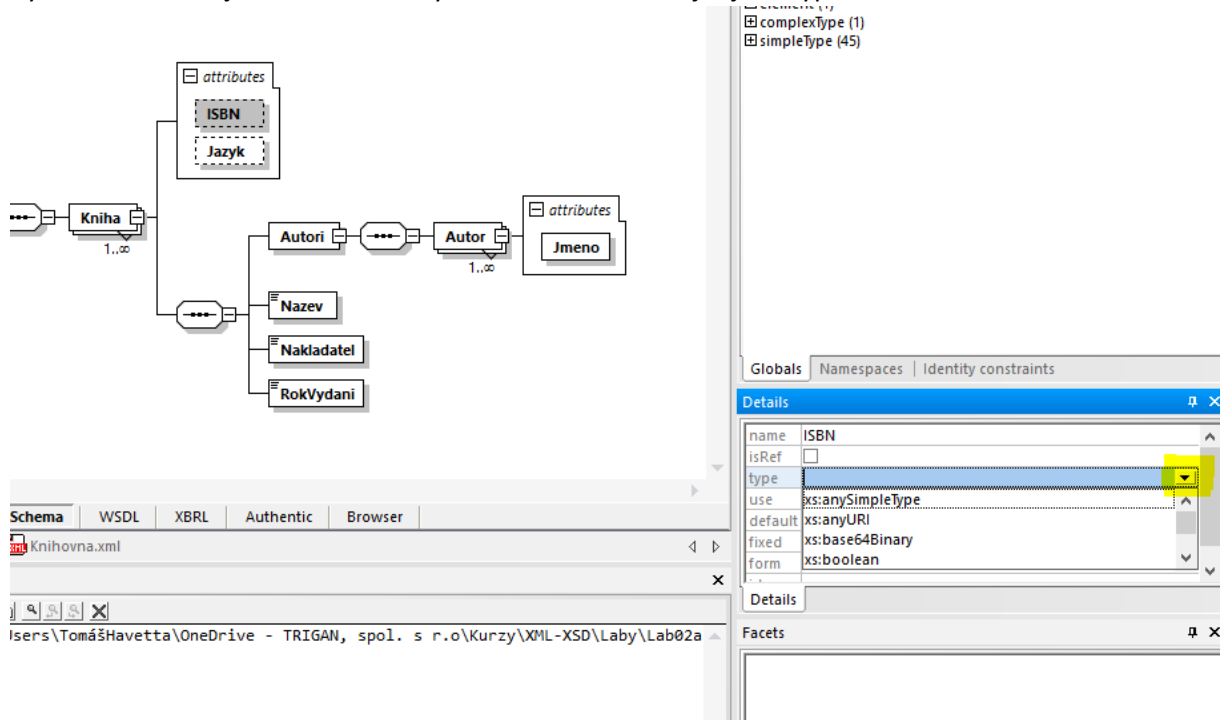 complexType (1)
simpleType (45)
attributes
ISBN
Jazyk
Kniha
1..∞
Autori
Autor
1..∞
attributes
Jmeno
Nazev
Nakladatel
RokVydani
Globals
Namespaces
Identity constraints
Details
name ISBN
isRef
type
use
xs:anySimpleType
default
xs:anyURI
fixed
xs:base64Binary
form
xs:boolean
Details
Facets
Schema
WSDL
XBRL
Authentic
Browser
Knihovna.xml
Users\TomášHavetta\OneDrive - TRIGAN, spol. s r.o\Kurzy\XML-XSD\Laby\Lab02a